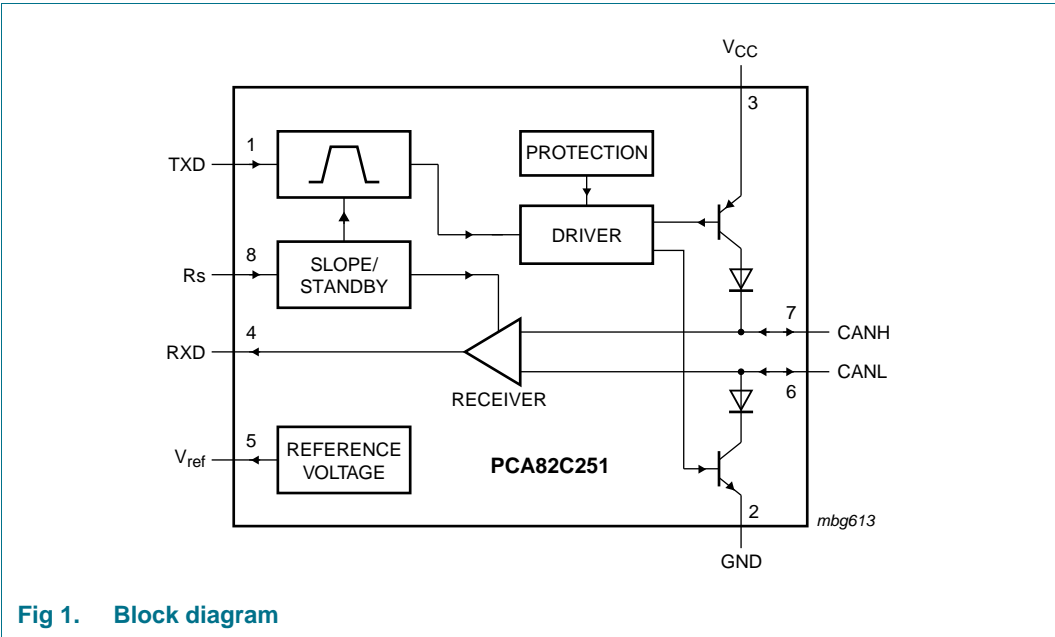 VCC
3
TXD
1
PROTECTION
DRIVER
Rs
8
SLOPE/
STANDBY
7
CANH
RXD
4
CANL
6
RECEIVER
Vref
5
REFERENCE
VOLTAGE
PCA82C251
2
mbg613
GND
Fig 1. Block diagram